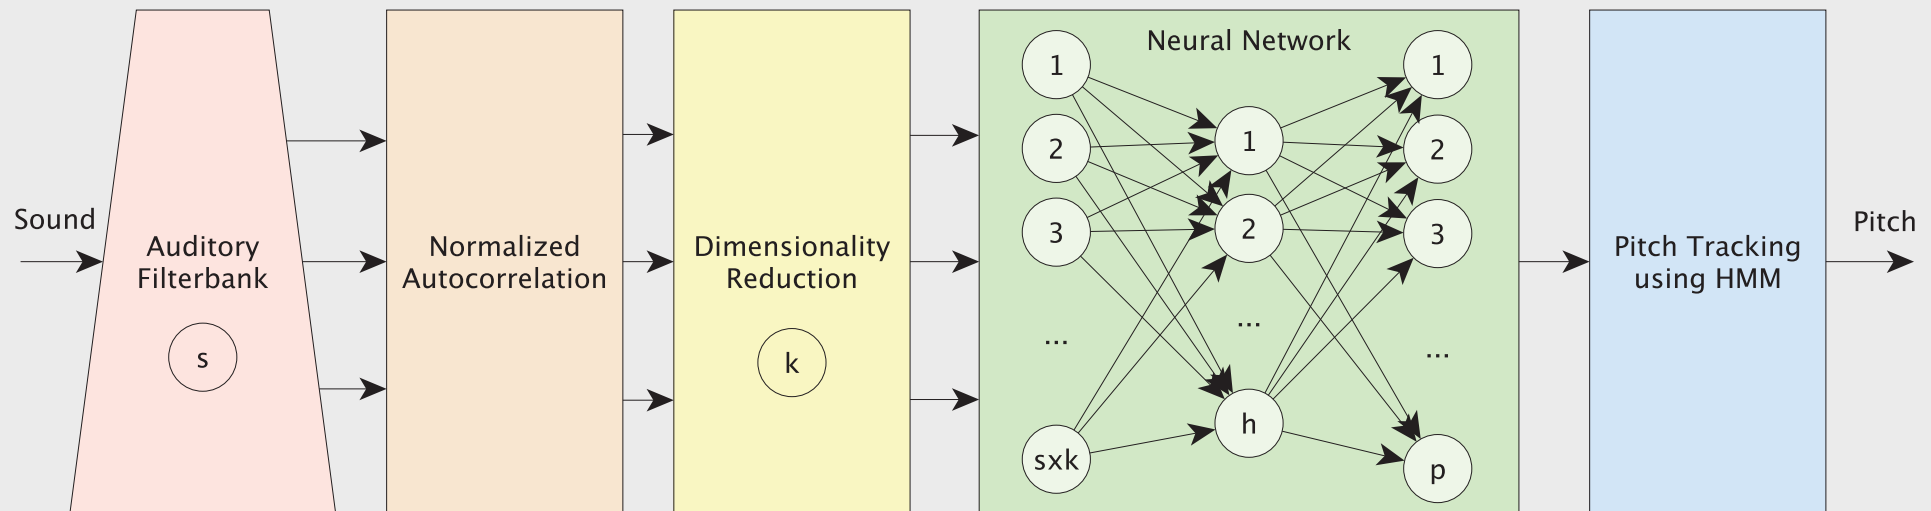 Sound
Auditory
Filterbank
s
Normalized
Autocorrelation
Dimensionality
Reduction
k
Neural Network
1
2
3
...
sxk
1
2
...
h
1
2
3
...
p
Pitch Tracking
using HMM
Pitch